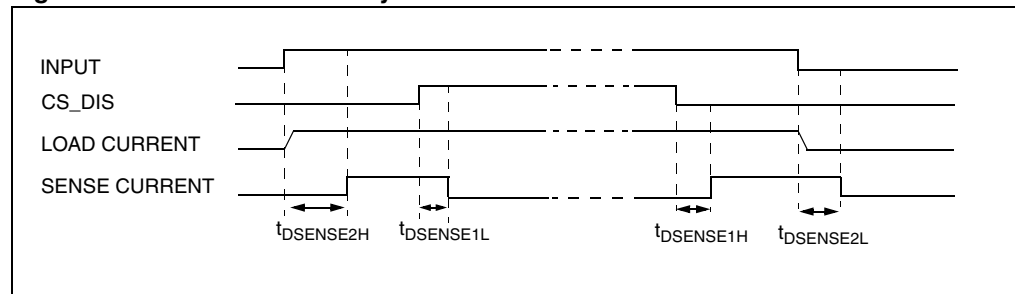 INPUT
CS_DIS
LOAD CURRENT
SENSE CURRENT
tDSENSE2H tDSENSE1L tDSENSE1H tDSENSE2L